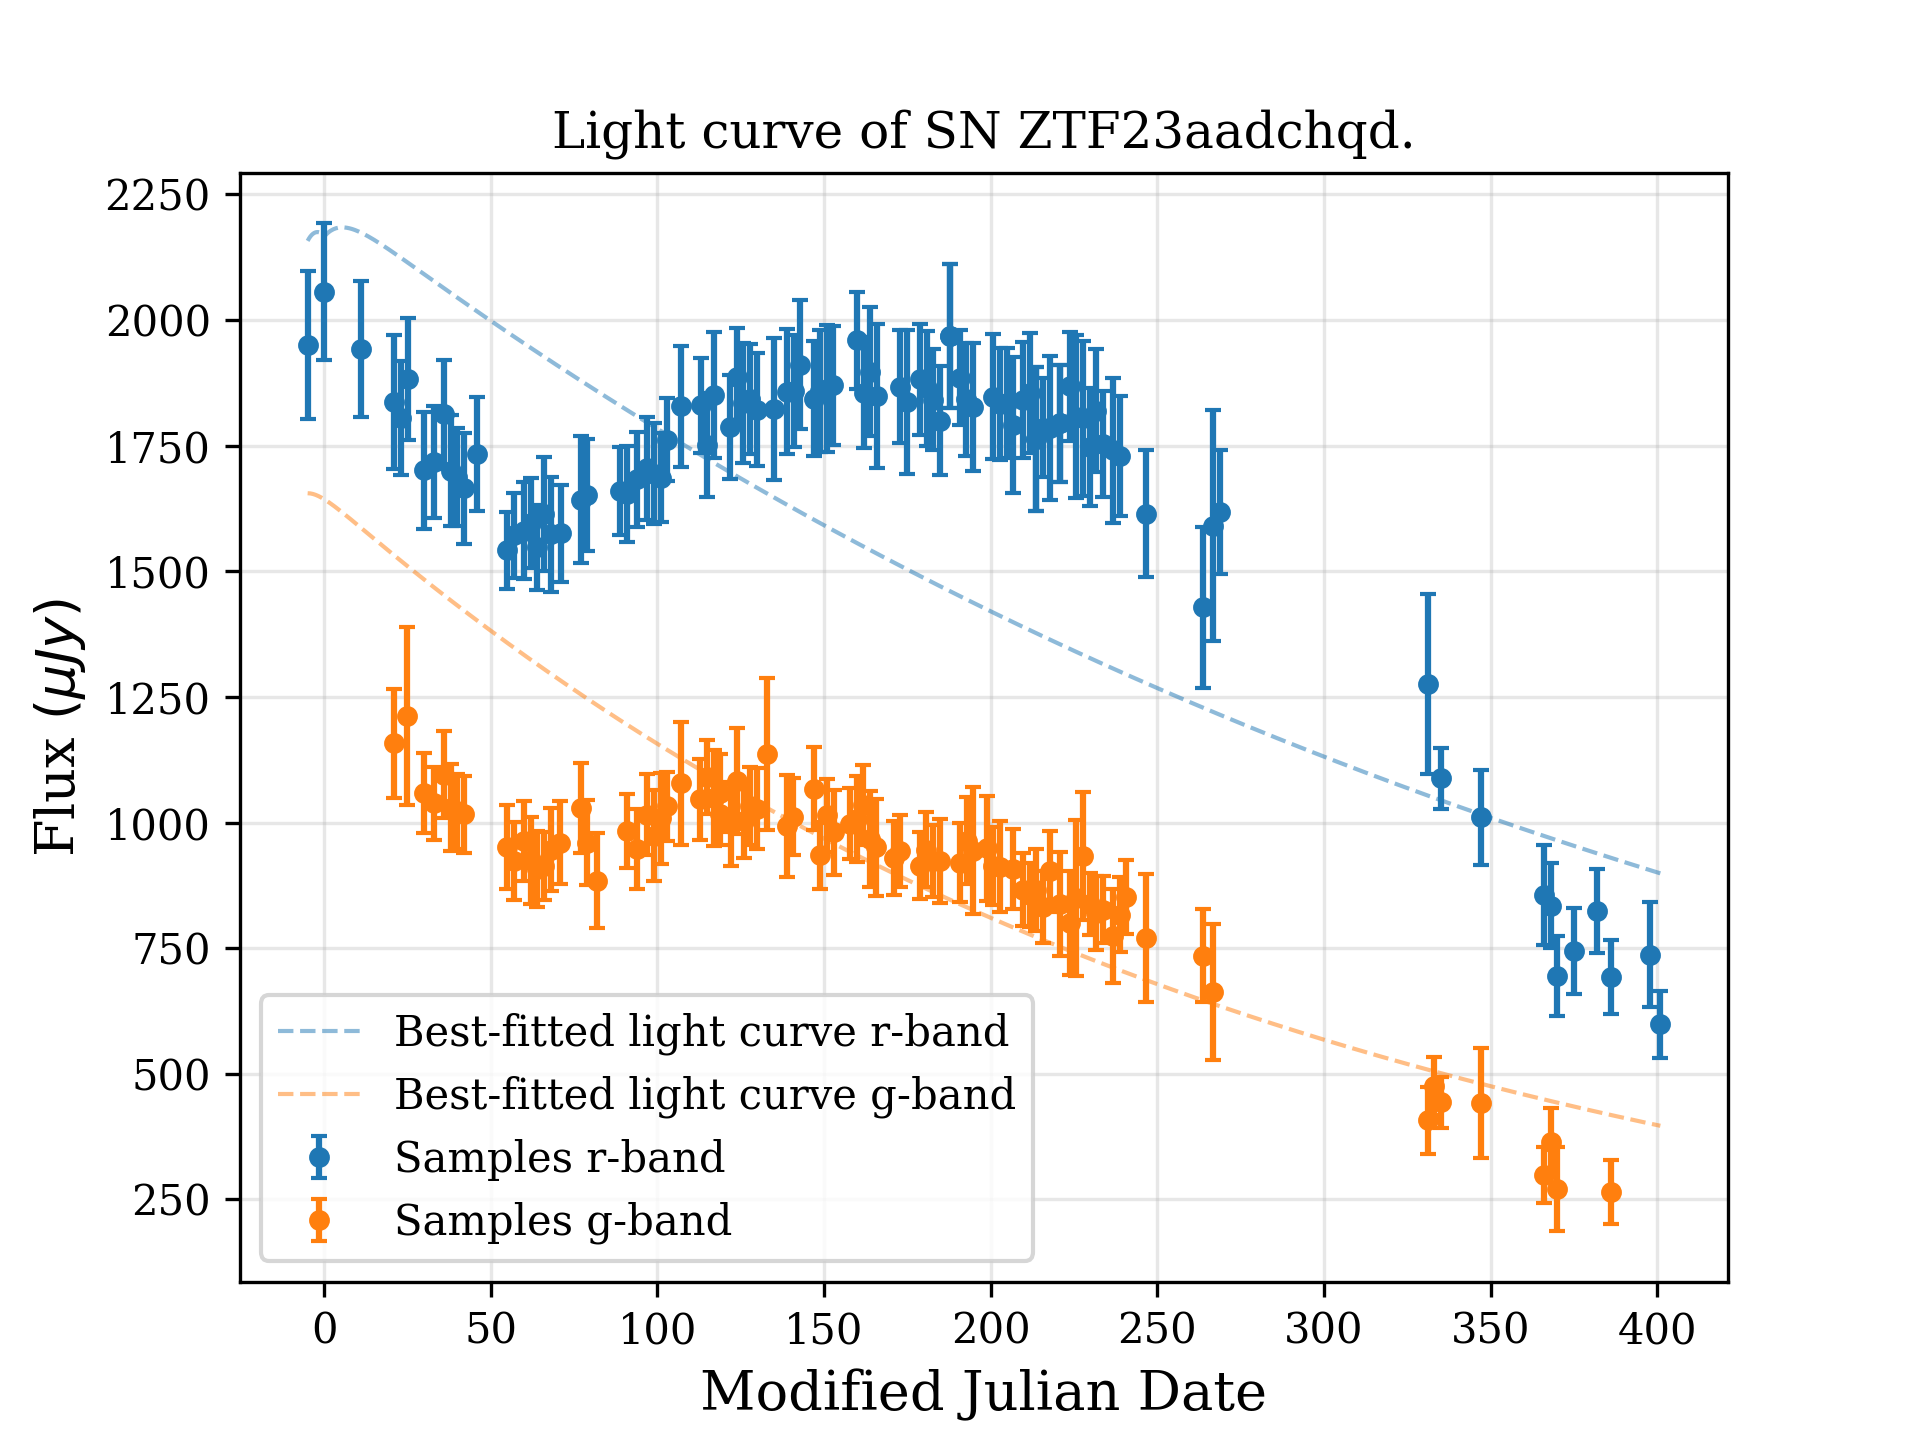 Light curve of SN ZTF23aadchqd.
2250
2000
1750
1500
1250
1000
750
500
250
Flux (μJy)
Best-fitted light curve r-band
Best-fitted light curve g-band
Samples r-band
Samples g-band
0 50 100 150 200 250 300 350 400
Modified Julian Date